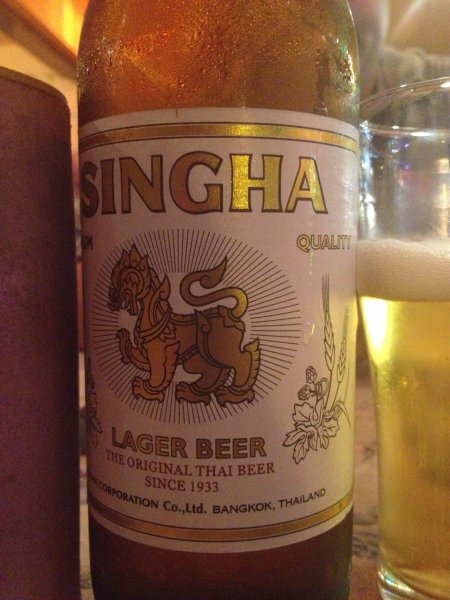 SINGHA
QUALITY
LAGER BEER
THE ORIGINAL THAI BEER
SINCE 1933
CORPORATION Co.,Ltd. BANGKOK, THAILAND